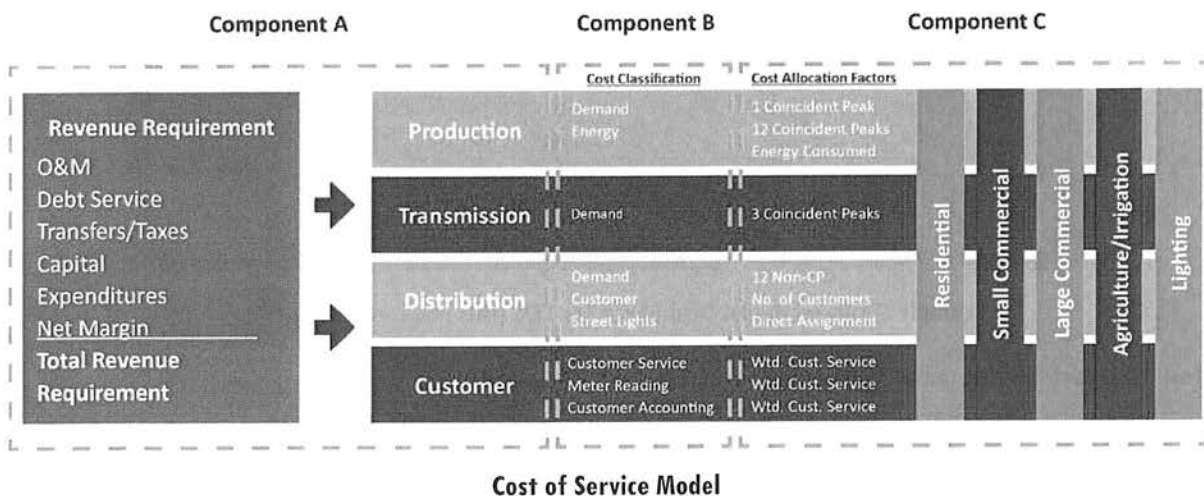 Component A
Component B
Component C
Revenue Requirement
O&M
Debt Service
Transfers/Taxes
Capital
Expenditures
Net Margin
Total Revenue
Requirement
Cost Classification
Cost Allocation Factors
Production
Demand
Energy
1 Coincident Peak
12 Coincident Peaks
Energy Consumed
Transmission
Demand
3 Coincident Peaks
Distribution
Demand
Customer
Street Lights
12 Non-CP
No. of Customers
Direct Assignment
Customer
Customer Service
Meter Reading
Customer Accounting
Wtd. Cust. Service
Wtd. Cust. Service
Wtd. Cust. Service
Residential
Small Commercial
Large Commercial
Agriculture/Irrigation
Lighting
Cost of Service Model